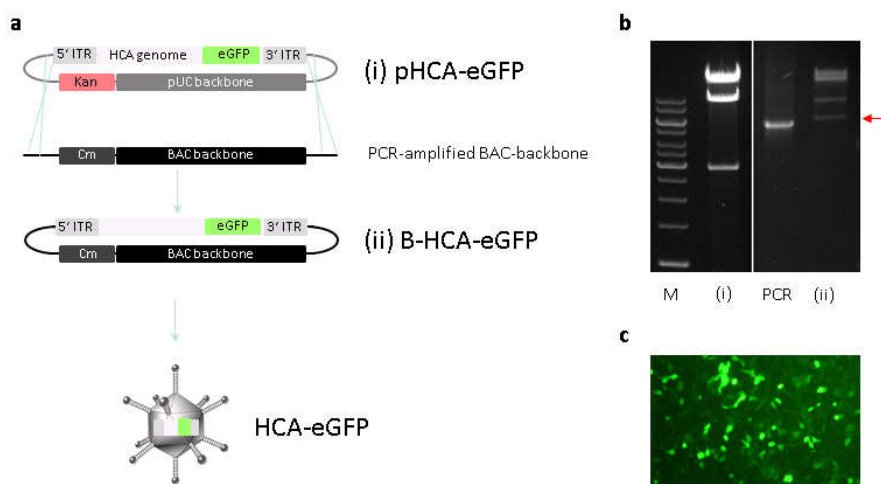 a
5′ ITR HCA genome eGFP 3′ ITR
Kan pUC backbone
(i) pHCA-eGFP
Cm BAC backbone
PCR-amplified BAC-backbone
5′ ITR eGFP 3′ ITR
Cm BAC backbone
(ii) B-HCA-eGFP
HCA-eGFP
b
M (i) PCR (ii)
c